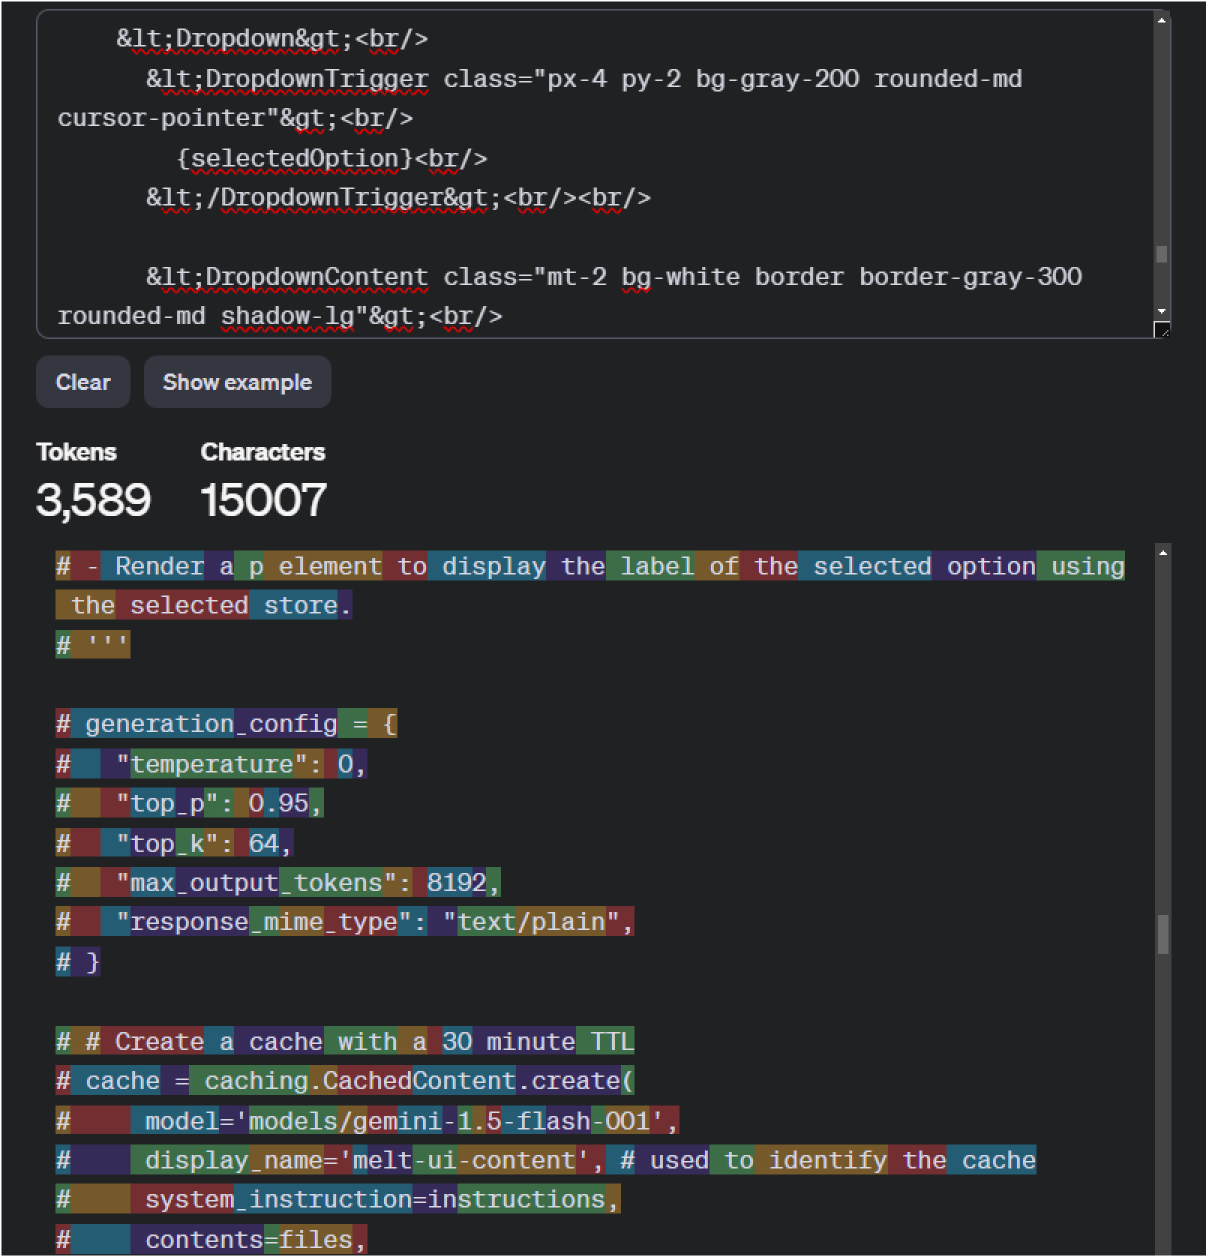 &lt;Dropdown&gt;<br/>
&lt;DropdownTrigger class="px-4 py-2 bg-gray-200 rounded-md
cursor-pointer"&gt;<br/>
{selectedOption}<br/>
&lt;/DropdownTrigger&gt;<br/><br/>
&lt;DropdownContent class="mt-2 bg-white border border-gray-300
rounded-md shadow-lg"&gt;<br/>
Clear Show example
Tokens Characters
3,589 15007
# - Render a p element to display the label of the selected option using
the selected store.
# '''
# generation_config = {
#   "temperature": 0,
#   "top_p": 0.95,
#   "top_k": 64,
#   "max_output_tokens": 8192,
#   "response_mime_type": "text/plain",
# }
# # Create a cache with a 30 minute TTL
# cache = caching.CachedContent.create(
#     model='models/gemini-1.5-flash-001',
#     display_name='melt-ui-content', # used to identify the cache
#     system_instruction=instructions,
#     contents=files,